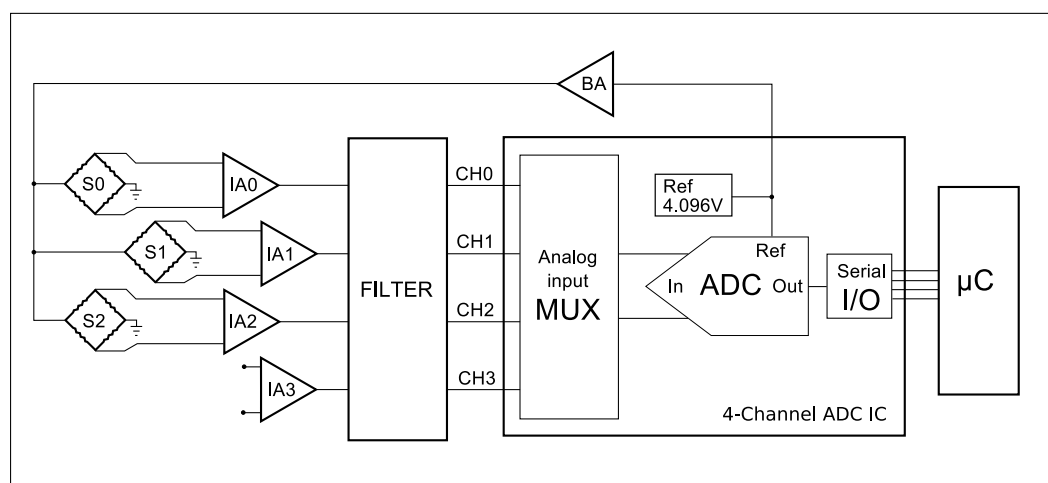 BA
S0
IA0
S1
IA1
S2
IA2
IA3
FILTER
CH0
CH1
CH2
CH3
Analog
input
MUX
Ref
4.096V
Ref
In
ADC
Out
Serial
I/O
4-Channel ADC IC
µC